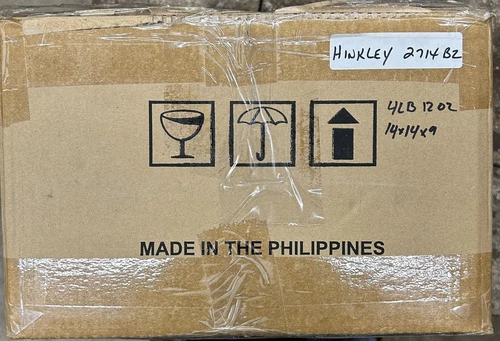 HINKLEY 2714BZ
4LB 12OZ
14x14x9
MADE IN THE PHILIPPINES